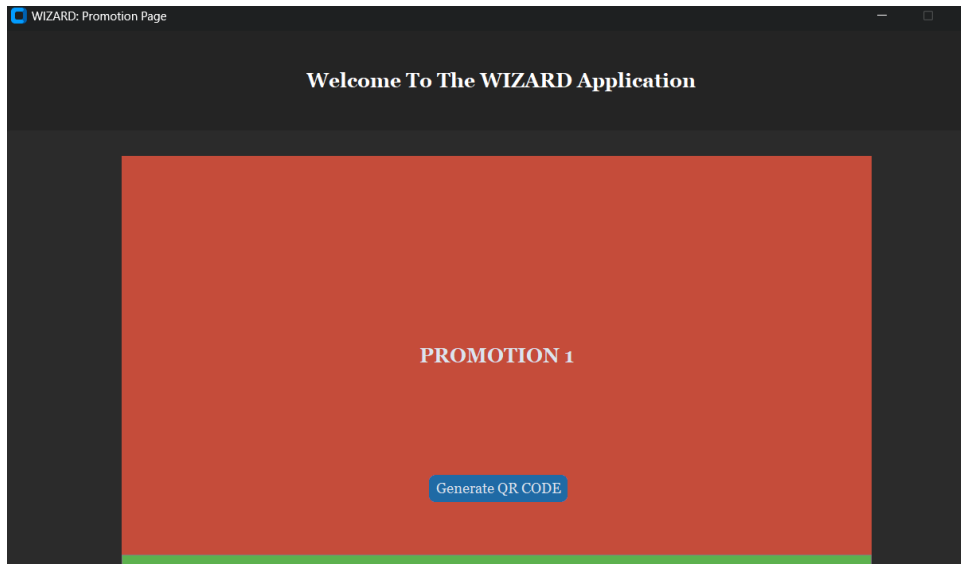 WIZARD: Promotion Page
Welcome To The WIZARD Application
PROMOTION 1
Generate QR CODE